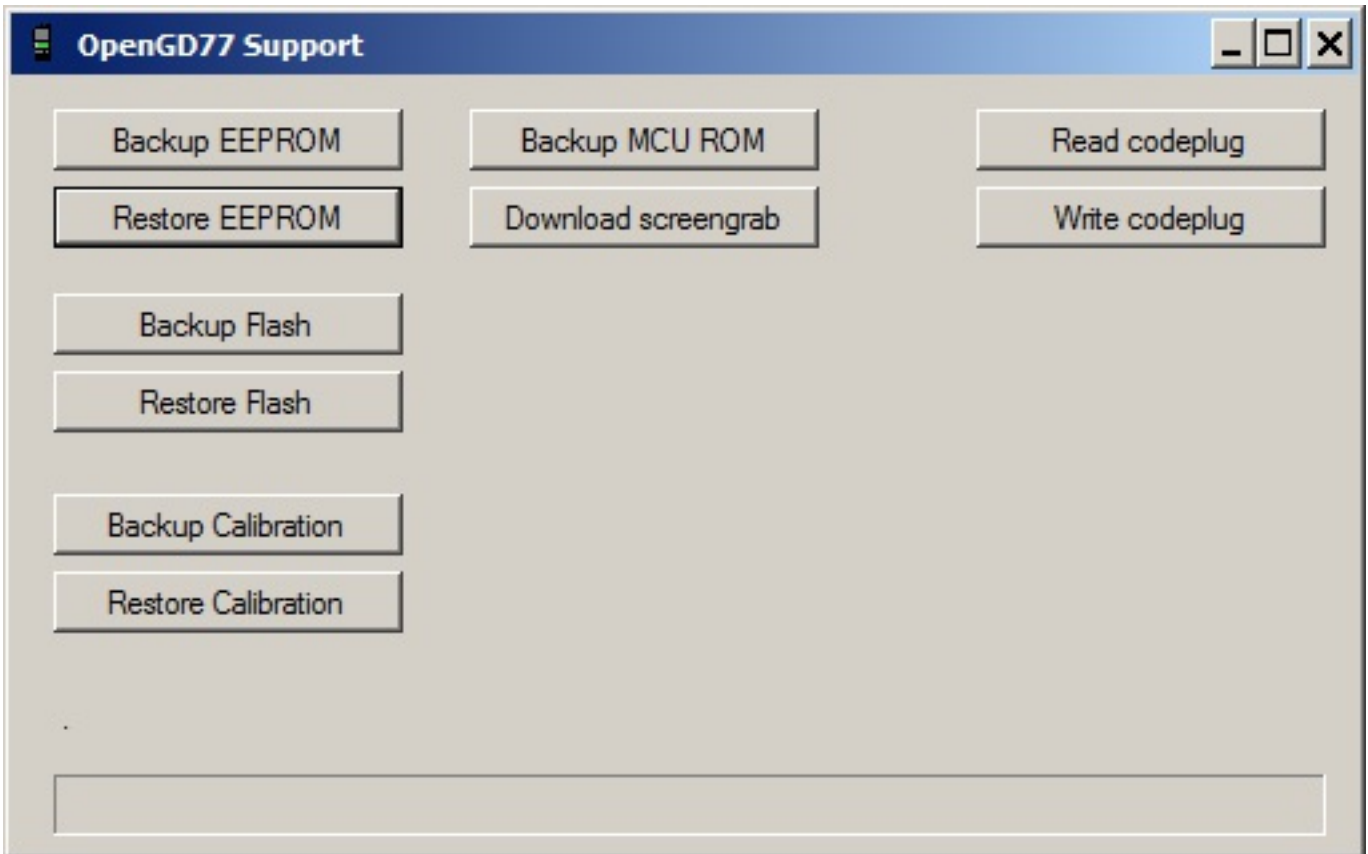 OpenGD77 Support
Backup EEPROM
Backup MCU ROM
Read codeplug
Restore EEPROM
Download screengrab
Write codeplug
Backup Flash
Restore Flash
Backup Calibration
Restore Calibration
.